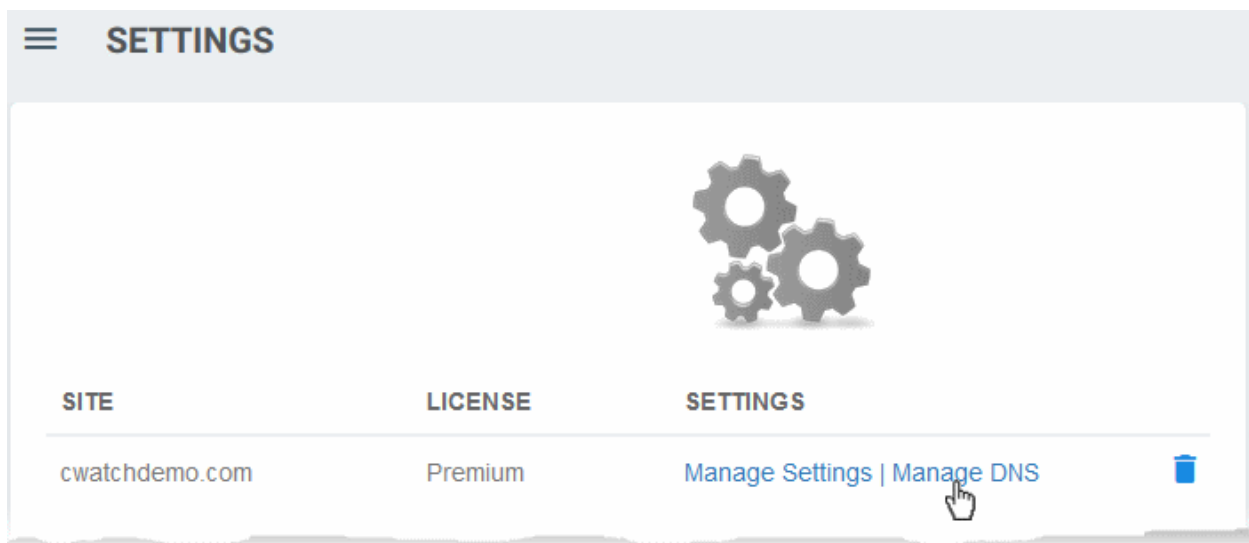 SETTINGS
SITE LICENSE SETTINGS
cwatchdemo.com Premium Manage Settings | Manage DNS